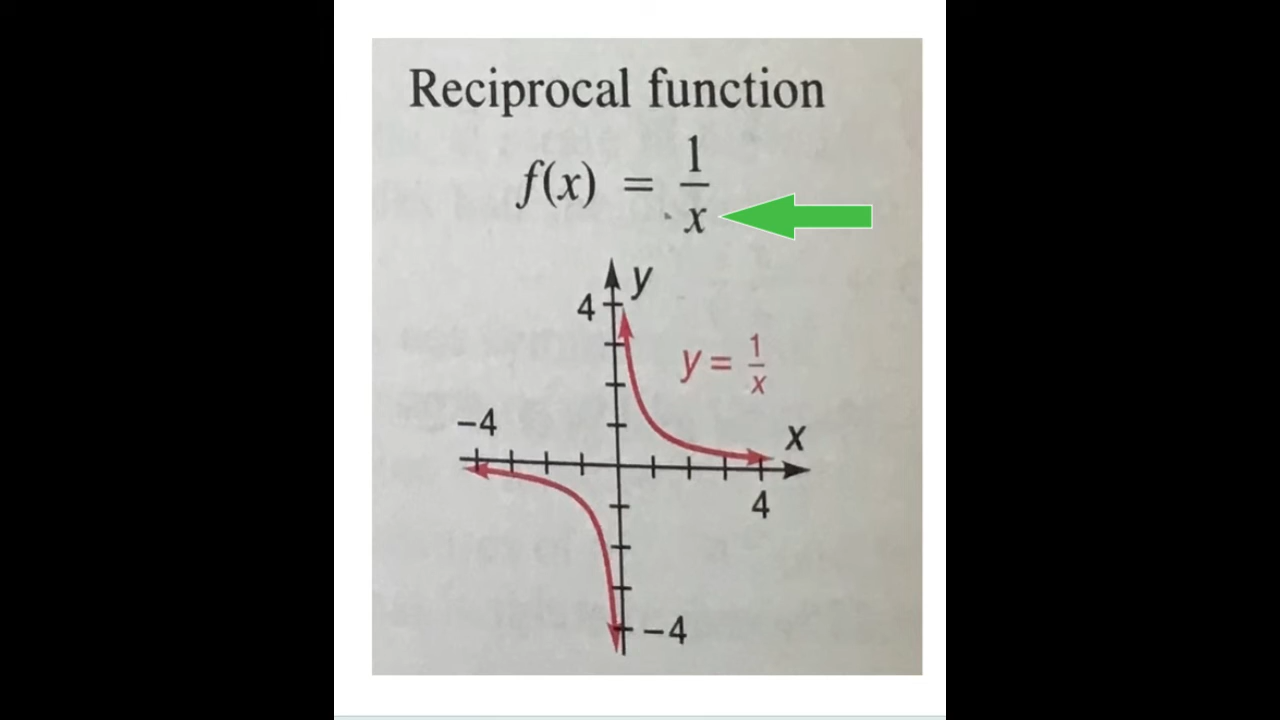 Reciprocal function
f(x) = 1/x
y
4
y = 1/x
-4
x
4
-4